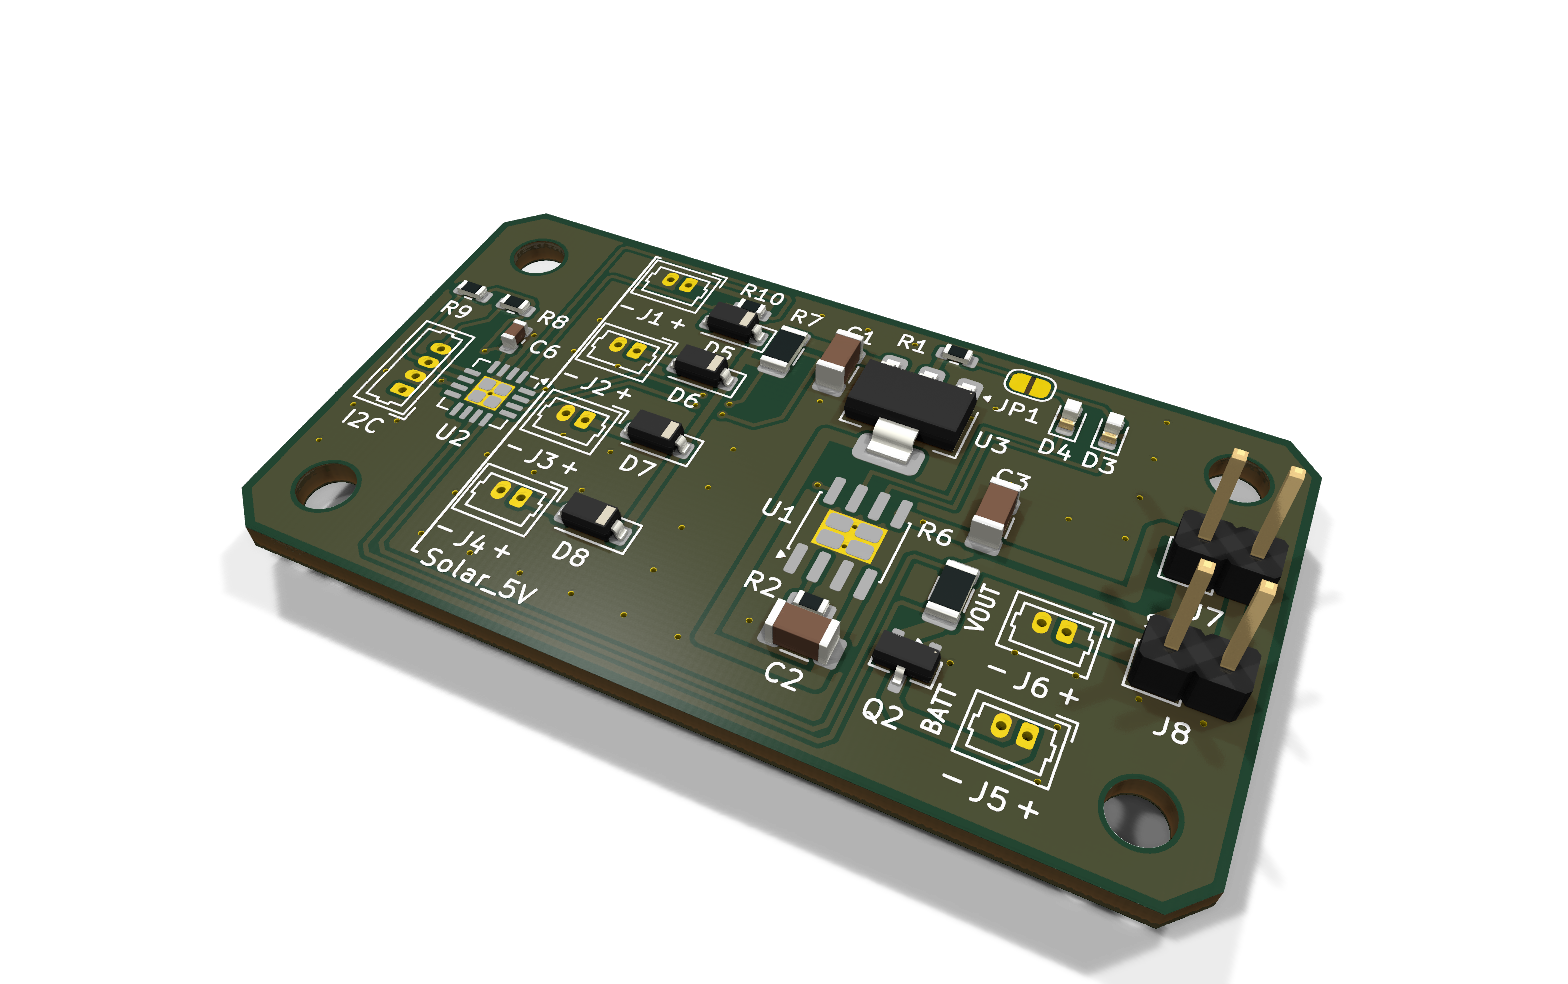 R10
R9
R8
J1 +
R7
D5
C1
R1
C6
J2 +
D6
JP1
I2C
U2
U3
D4
D3
J3 +
D7
C3
U1
R6
J4 +
D8
Solar_5V
R2
VOUT
J7
C2
J6 +
Q2
BATT
J8
J5 +